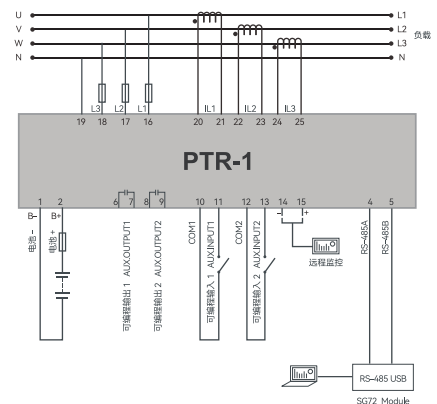 U L1
V L2
负载
W L3
N N
L3 L2 L1 IL1 IL2 IL3
19 18 17 16 20 21 22 23 24 25
PTR-1
1 2 6 7 8 9 10 11 12 13 14 15 4 5
B- B+ - +
电池 -
电池 +
可编程输出 1 AUX.OUTPUT1
可编程输出 2 AUX.OUTPUT2
COM1
可编程输入 1 AUX.INPUT1
COM2
可编程输入 2 AUX.INPUT2
远程监控
RS-485A
RS-485B
RS-485 USB
SG72 Module